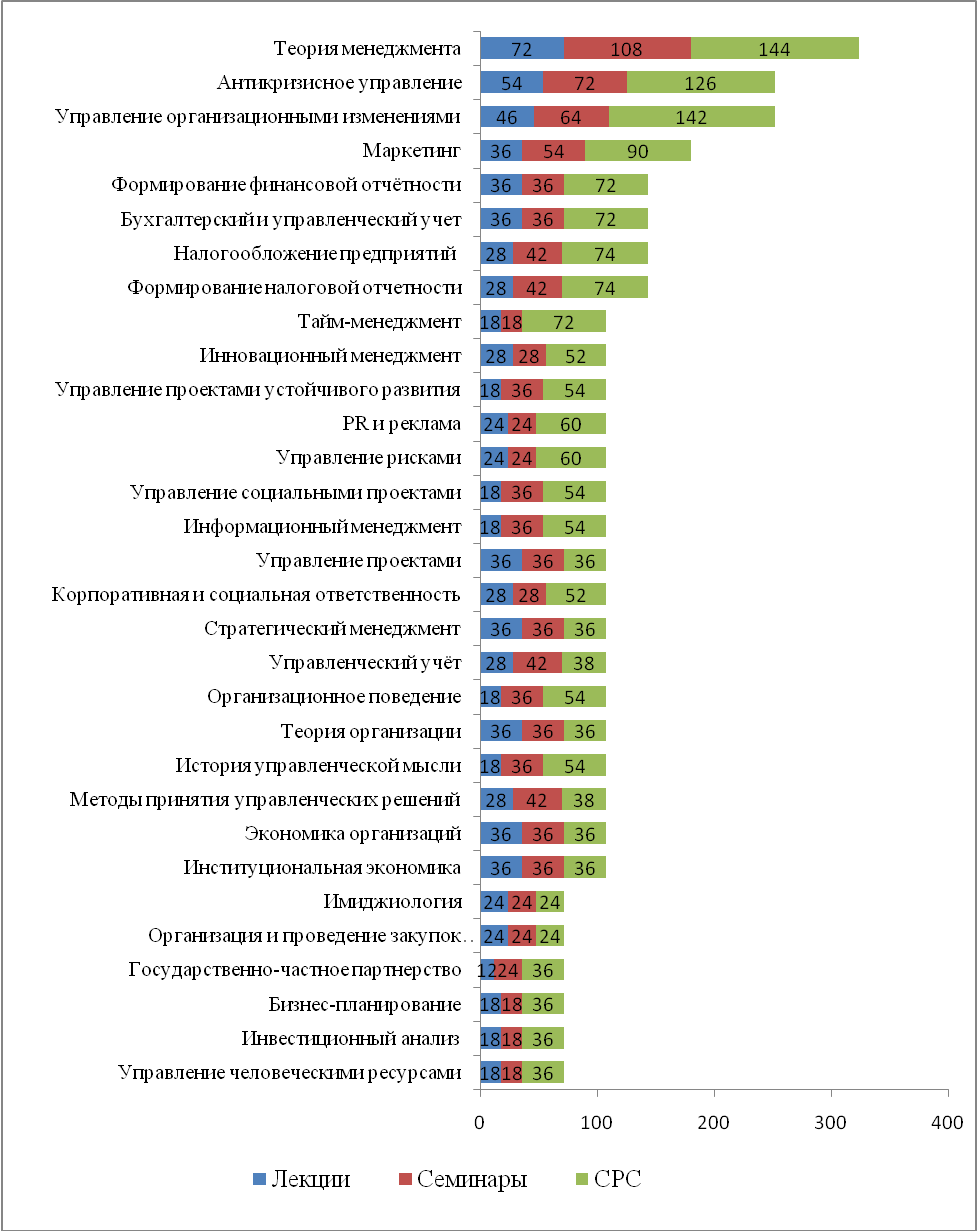 Теория менеджмента 72 108 144
Антикризисное управление 54 72 126
Управление организационными изменениями 46 64 142
Маркетинг 36 54 90
Формирование финансовой отчётности 36 36 72
Бухгалтерский и управленческий учет 36 36 72
Налогообложение предприятий 28 42 74
Формирование налоговой отчетности 28 42 74
Тайм-менеджмент 18 18 72
Инновационный менеджмент 28 28 52
Управление проектами устойчивого развития 18 36 54
PR и реклама 24 24 60
Управление рисками 24 24 60
Управление социальными проектами 18 36 54
Информационный менеджмент 18 36 54
Управление проектами 36 36 36
Корпоративная и социальная ответственность 28 28 52
Стратегический менеджмент 36 36 36
Управленческий учёт 28 42 38
Организационное поведение 18 36 54
Теория организации 36 36 36
История управленческой мысли 18 36 54
Методы принятия управленческих решений 28 42 38
Экономика организаций 36 36 36
Институциональная экономика 36 36 36
Имиджиология 24 24 24
Организация и проведение закупок.. 24 24 24
Государственно-частное партнерство 12 24 36
Бизнес-планирование 18 18 36
Инвестиционный анализ 18 18 36
Управление человеческими ресурсами 18 18 36
0 100 200 300 400
Лекции Семинары СРС